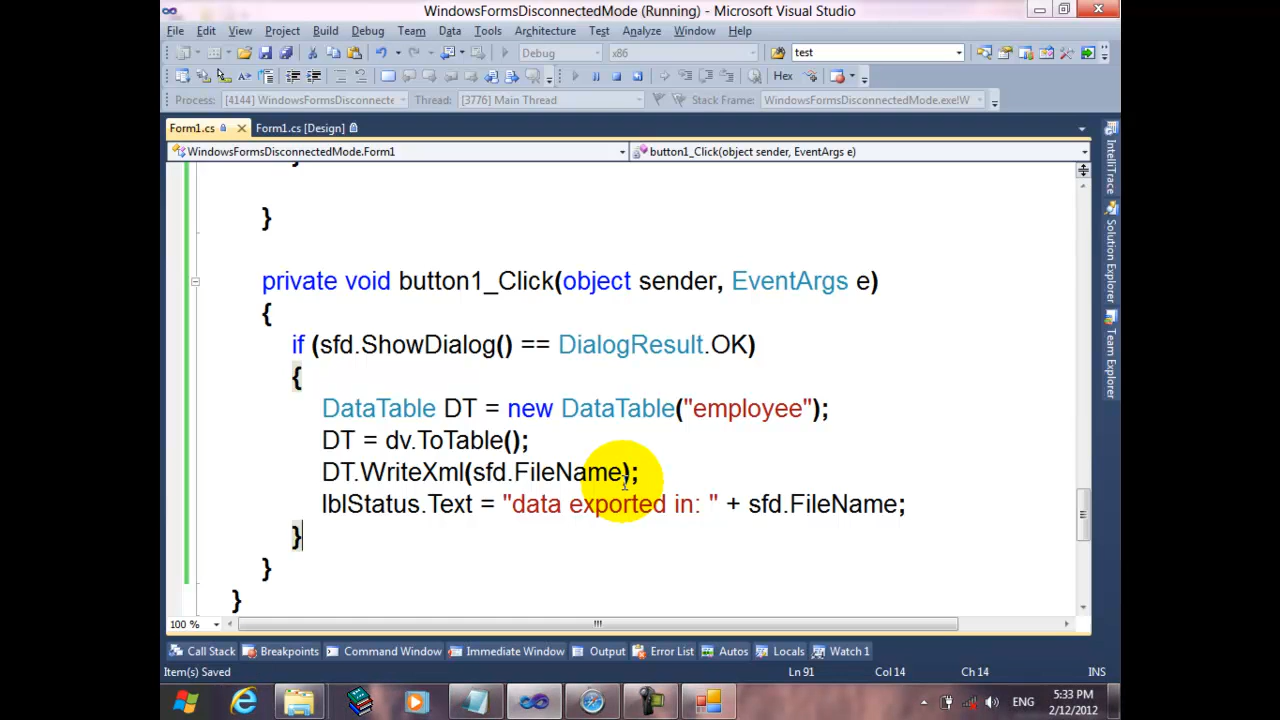 WindowsFormsDisconnectedMode (Running) - Microsoft Visual Studio
File Edit View Project Build Debug Team Data Tools Architecture Test Analyze Window Help
Debug x86 test
Hex
Process: [4144] WindowsFormsDisconnecte Thread: [3776] Main Thread Stack Frame: WindowsFormsDisconnectedMode.exe!W
Form1.cs Form1.cs [Design]
WindowsFormsDisconnectedMode.Form1 button1_Click(object sender, EventArgs e)
}
}
private void button1_Click(object sender, EventArgs e)
{
if (sfd.ShowDialog() == DialogResult.OK)
{
DataTable DT = new DataTable("employee");
DT = dv.ToTable();
DT.WriteXml(sfd.FileName);
lblStatus.Text = "data exported in: " + sfd.FileName;
}
}
}
100 %
Call Stack Breakpoints Command Window Immediate Window Output Error List Autos Locals Watch 1
Item(s) Saved Ln 91 Col 14 Ch 14 INS
ENG 5:33 PM
2/12/2012
IntelliTrace
Solution Explorer
Team Explorer